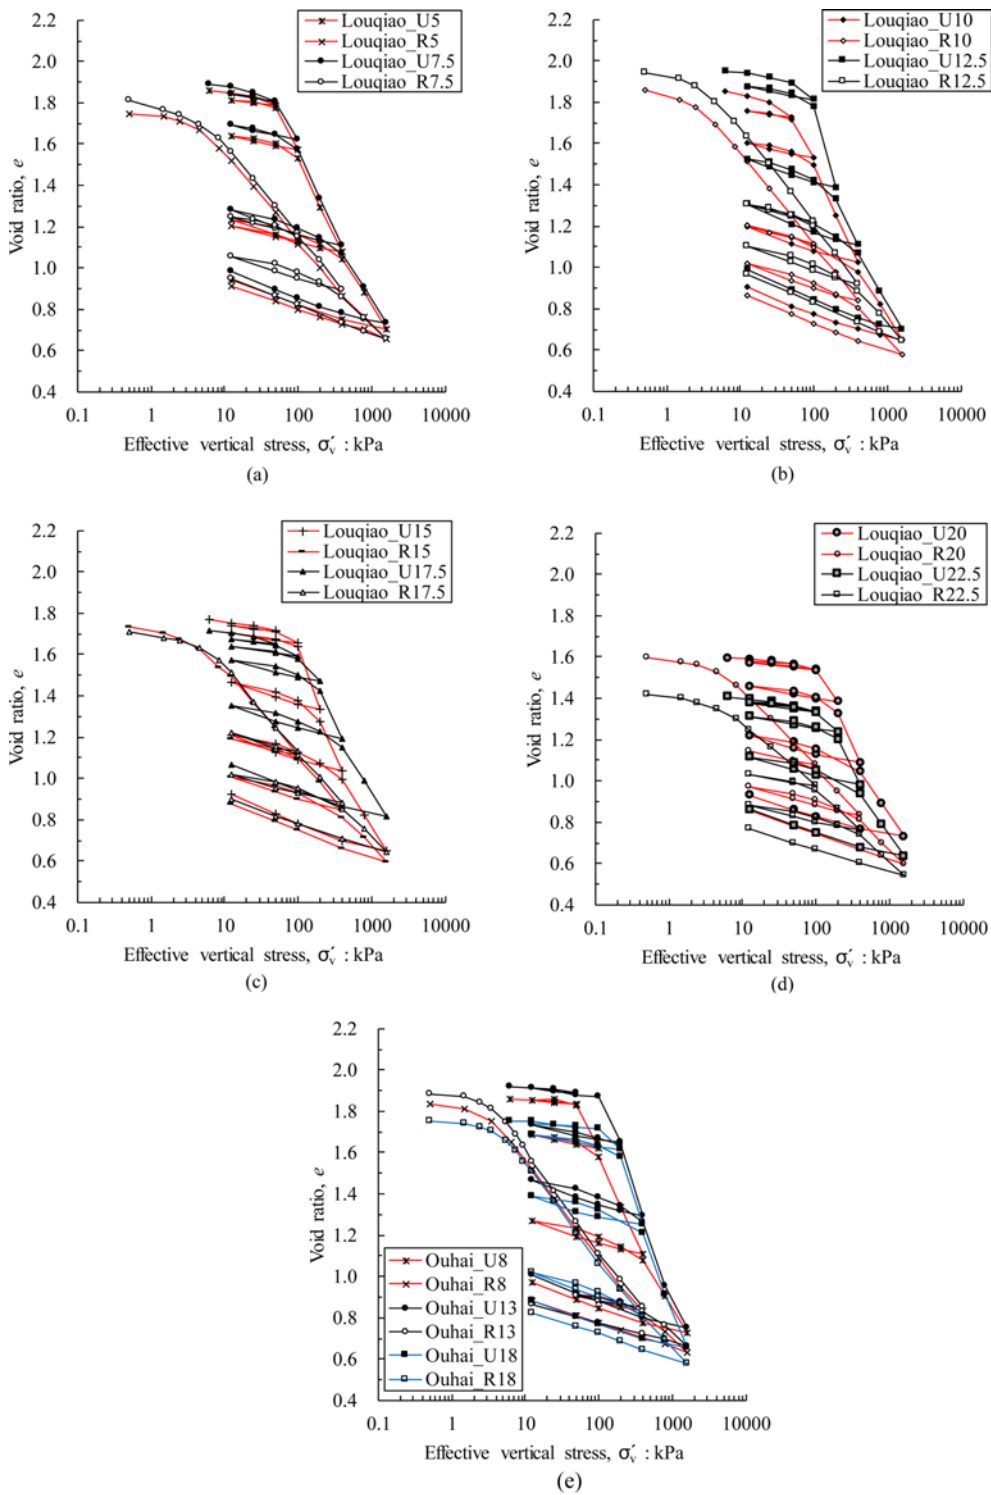 Louqiao_U5
Louqiao_R5
Louqiao_U7.5
Louqiao_R7.5
2.2
2.0
1.8
1.6
1.4
1.2
1.0
0.8
0.6
0.4
Void ratio, e
0.1 1 10 100 1000 10000
Effective vertical stress, σ′v : kPa
(a)
Louqiao_U10
Louqiao_R10
Louqiao_U12.5
Louqiao_R12.5
2.2
2.0
1.8
1.6
1.4
1.2
1.0
0.8
0.6
0.4
Void ratio, e
0.1 1 10 100 1000 10000
Effective vertical stress, σ′v : kPa
(b)
Louqiao_U15
Louqiao_R15
Louqiao_U17.5
Louqiao_R17.5
2.2
2.0
1.8
1.6
1.4
1.2
1.0
0.8
0.6
0.4
Void ratio, e
0.1 1 10 100 1000 10000
Effective vertical stress, σ′v : kPa
(c)
Louqiao_U20
Louqiao_R20
Louqiao_U22.5
Louqiao_R22.5
2.2
2.0
1.8
1.6
1.4
1.2
1.0
0.8
0.6
0.4
Void ratio, e
0.1 1 10 100 1000 10000
Effective vertical stress, σ′v : kPa
(d)
2.2
2.0
1.8
1.6
1.4
1.2
1.0
0.8
0.6
0.4
Void ratio, e
Ouhai_U8
Ouhai_R8
Ouhai_U13
Ouhai_R13
Ouhai_U18
Ouhai_R18
0.1 1 10 100 1000 10000
Effective vertical stress, σ′v : kPa
(e)